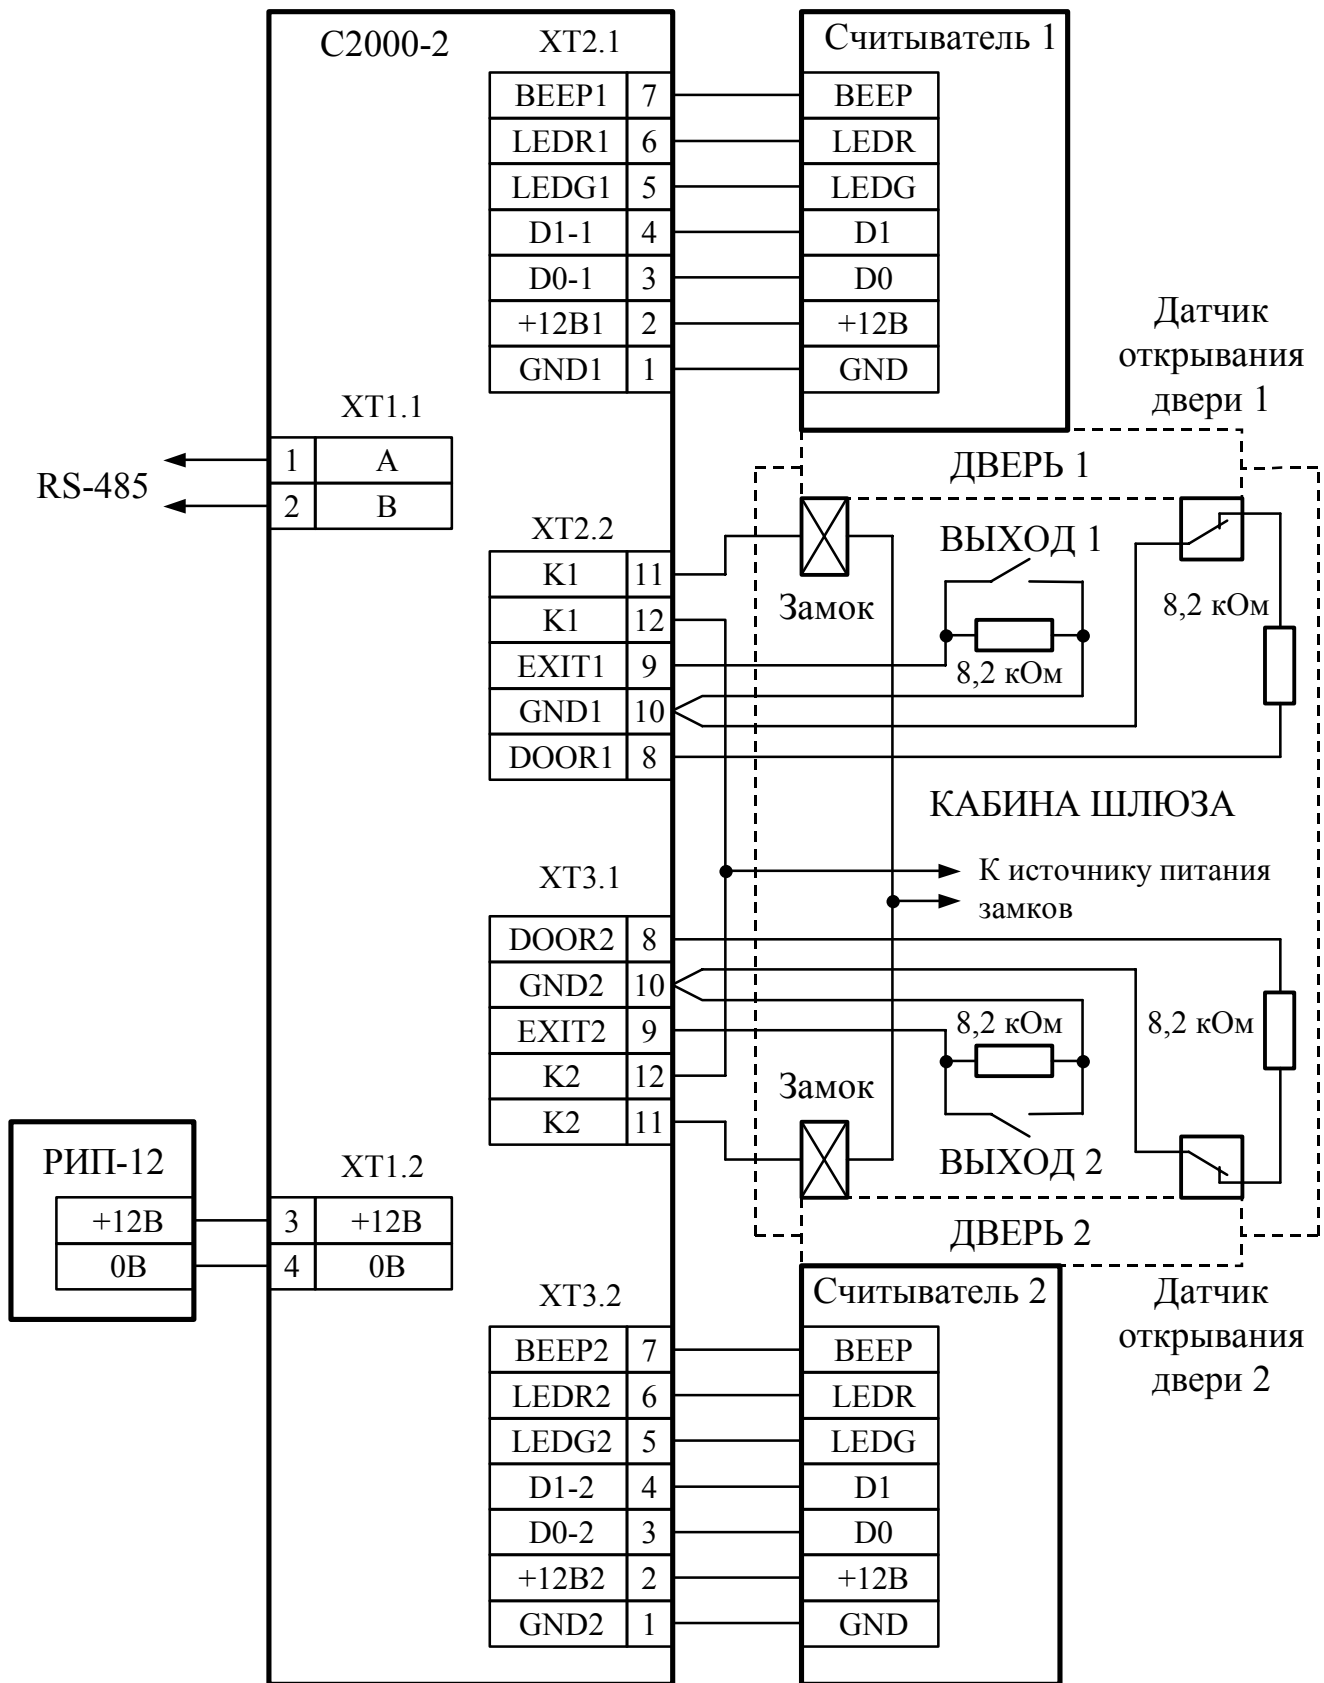 С2000-2
XT2.1
BEEP1 7
LEDR1 6
LEDG1 5
D1-1 4
D0-1 3
+12В1 2
GND1 1
Считыватель 1
BEEP
LEDR
LEDG
D1
D0
+12В
GND
Датчик
открывания
двери 1
XT1.1
1 A
2 B
RS-485
ДВЕРЬ 1
XT2.2
K1 11
K1 12
EXIT1 9
GND1 10
DOOR1 8
Замок
ВЫХОД 1
8,2 кОм
8,2 кОм
КАБИНА ШЛЮЗА
К источнику питания
замков
XT3.1
DOOR2 8
GND2 10
EXIT2 9
K2 12
K2 11
8,2 кОм
8,2 кОм
Замок
ВЫХОД 2
ДВЕРЬ 2
РИП-12
+12В
0В
XT1.2
3 +12В
4 0В
XT3.2
BEEP2 7
LEDR2 6
LEDG2 5
D1-2 4
D0-2 3
+12В2 2
GND2 1
Считыватель 2
BEEP
LEDR
LEDG
D1
D0
+12В
GND
Датчик
открывания
двери 2